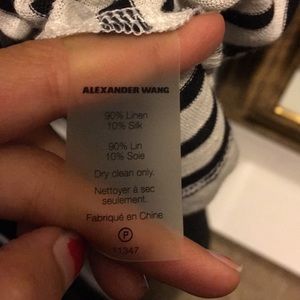 ALEXANDER WANG
90% Linen
10% Silk
90% Lin
10% Soie
Dry clean only.
Nettoyer à sec
seulement.
Fabriqué en Chine
P
51347